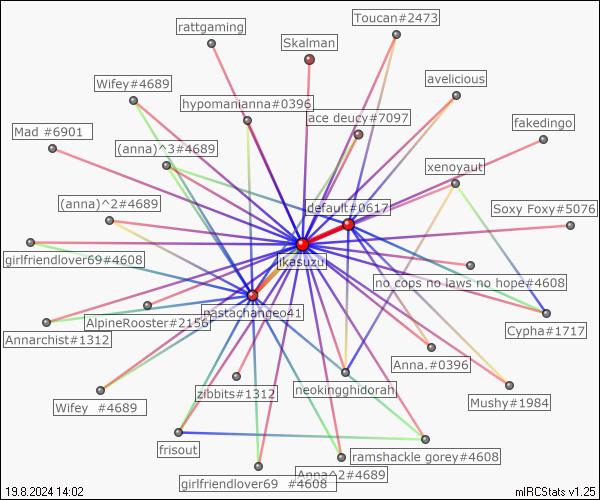 Toucan#2473
rattgaming
Skalman
avelicious
Wifey#4689
hypomanianna#0396
ace deucy#7097
fakedingo
Mad #6901
(anna)^3#4689
xenoyaut
(anna)^2#4689
default#0617
Soxy Foxy#5076
girlfriendlover69#4608
ikasuzu
no cops no laws no hope#4608
nastachangeo41
AlpineRooster#2156
Cypha#1717
Annarchist#1312
Anna.#0396
zibbits#1312
neokingghidorah
Mushy#1984
Wifey #4689
frisout
ramshackle gorey#4608
Anna^2#4689
girlfriendlover69 #4608
19.8.2024 14:02
mIRCStats v1.25